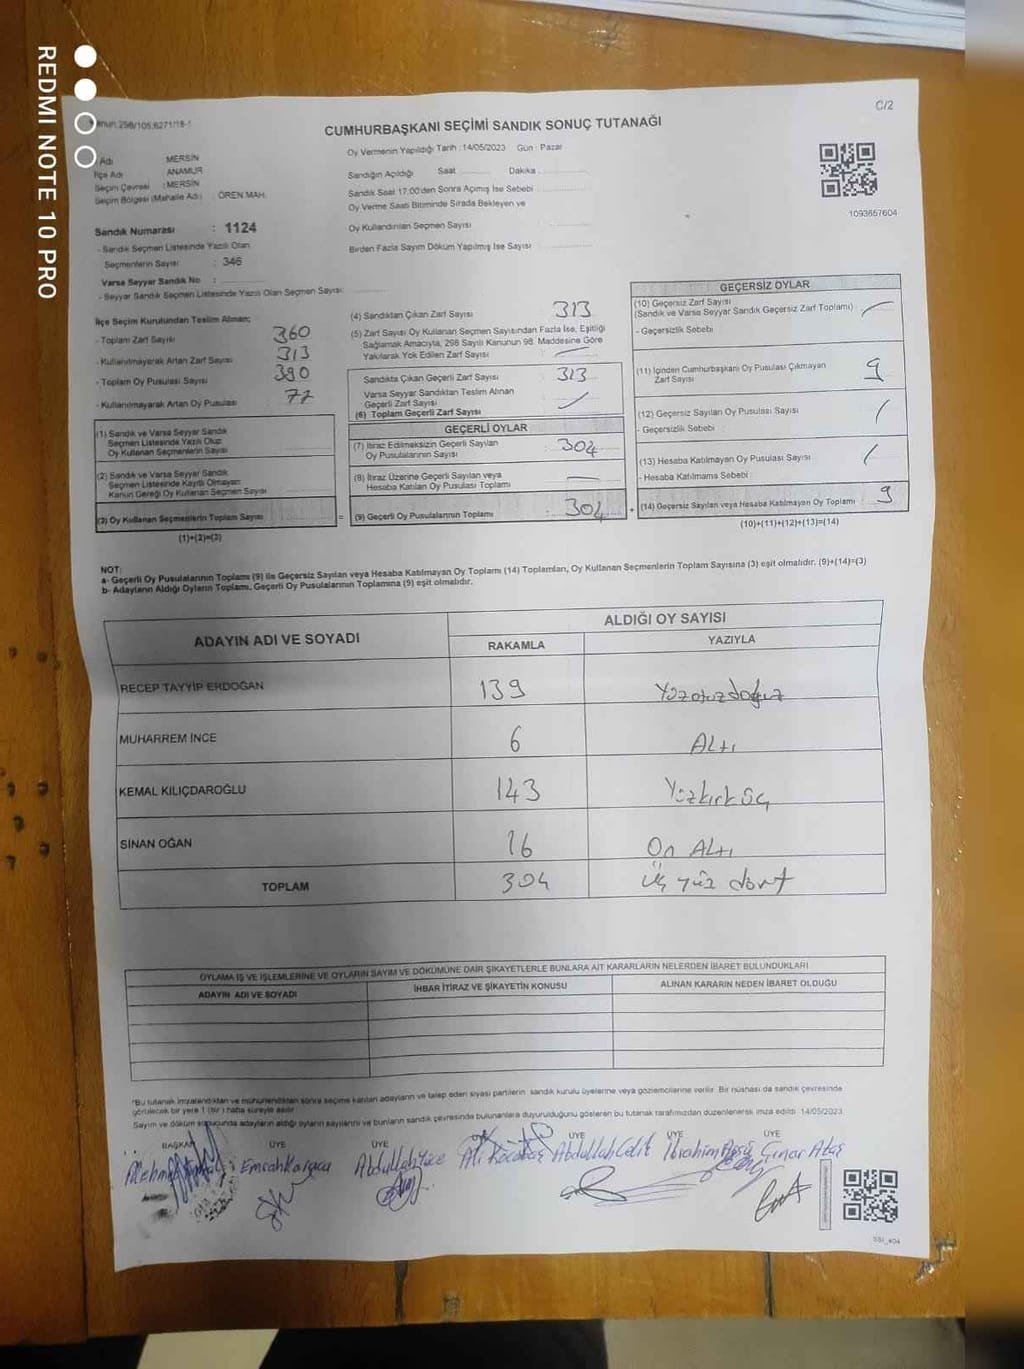 REDMI NOTE 10 PRO
C/2
CUMHURBAŞKANI SEÇİMİ SANDIK SONUÇ TUTANAĞI
Adı MERSİN
İlçe Adı ANAMUR
Seçim Çevresi : MERSİN
Seçim Bölgesi (Mahalle Adı) : ÖREN MAH.
Sandık Numarası : 1124
- Sandık Seçmen Listesinde Yazılı Olan
Seçmenlerin Sayısı : 346
Varsa Seyyar Sandık No :
- Seyyar Sandık Seçmen Listesinde Yazılı Olan Seçmen Sayısı:
Oy Vermenin Yapıldığı Tarih : 14/05/2023 Gün : Pazar
Sandığın Açıldığı Saat Dakika
Sandık Saat 17:00'den Sonra Açımış İse Sebebi
Oy Verme Saati Bitiminde Sırada Bekleyen ve
Oy Kullandırılan Seçmen Sayısı
Birden Fazla Sayım Döküm Yapılmış İse Sayısı
1093657604
İlçe Seçim Kurulundan Teslim Alınan;
- Toplam Zarf Sayısı 360
- Kullanılmayarak Artan Zarf Sayısı 313
- Toplam Oy Pusulası Sayısı 390
- Kullanılmayarak Artan Oy Pusulası 77
(1) Sandık ve Varsa Seyyar Sandık
Seçmen Listesinde Yazılı Olup
Oy Kullanan Seçmenlerin Sayısı
(2) Sandık ve Varsa Seyyar Sandık
Seçmen Listesinde Kayıtlı Olmayan
Kanun Gereği Oy Kullanan Seçmen Sayısı
(3) Oy Kullanan Seçmenlerin Toplam Sayısı =
(1)+(2)=(3)
(4) Sandıktan Çıkan Zarf Sayısı 313
(5) Zarf Sayısı Oy Kullanan Seçmen Sayısından Fazla İse, Eşitliği
Sağlamak Amacıyla, 298 Sayılı Kanunun 98. Maddesine Göre
Yakılarak Yok Edilen Zarf Sayısı
Sandıkta Çıkan Geçerli Zarf Sayısı 313
Varsa Seyyar Sandıktan Teslim Alınan
Geçerli Zarf Sayısı
(6) Toplam Geçerli Zarf Sayısı
GEÇERLİ OYLAR
(7) İtiraz Edilmeksizin Geçerli Sayılan
Oy Pusulalarının Sayısı : 304
(8) İtiraz Üzerine Geçerli Sayılan veya
Hesaba Katılan Oy Pusulası Toplamı
(9) Geçerli Oy Pusulalarının Toplamı : 304 +
GEÇERSİZ OYLAR
(10) Geçersiz Zarf Sayısı
(Sandık ve Varsa Seyyar Sandık Geçersiz Zarf Toplamı)
- Geçersizlik Sebebi
(11) İçinden Cumhurbaşkanı Oy Pusulası Çıkmayan
Zarf Sayısı 9
(12) Geçersiz Sayılan Oy Pusulası Sayısı
- Geçersizlik Sebebi
(13) Hesaba Katılmayan Oy Pusulası Sayısı
- Hesaba Katılmama Sebebi
(14) Geçersiz Sayılan veya Hesaba Katılmayan Oy Toplamı 9
(10)+(11)+(12)+(13)=(14)
NOT:
a- Geçerli Oy Pusulalarının Toplamı (9) ile Geçersiz Sayılan veya Hesaba Katılmayan Oy Toplamı (14) Toplamları, Oy Kullanan Seçmenlerin Toplam Sayısına (3) eşit olmalıdır. (9)+(14)=(3)
b- Adayların Aldığı Oyların Toplamı, Geçerli Oy Pusulalarının Toplamına (9) eşit olmalıdır.
ADAYIN ADI VE SOYADI ALDIĞI OY SAYISI
RAKAMLA YAZIYLA
RECEP TAYYİP ERDOĞAN 139 Yüzotuzdoğuz
MUHARREM İNCE 6 Altı
KEMAL KILIÇDAROĞLU 143 Yüzkırküç
SİNAN OĞAN 16 On Altı
TOPLAM 304 üç yüz dört
OYLAMA İŞ VE İŞLEMLERİNE VE OYLARIN SAYIM VE DÖKÜMÜNE DAİR ŞİKAYETLERLE BUNLARA AİT KARARLARIN NELERDEN İBARET BULUNDUKLARI
ADAYIN ADI VE SOYADI İHBAR İTİRAZ VE ŞİKAYETİN KONUSU ALINAN KARARIN NEDEN İBARET OLDUĞU
*Bu tutanak imzalandıktan ve mühürlendikten sonra seçime katılan adayların ve talep eden siyasi partilerin sandık kurulu üyelerine veya gözlemcilerine verilir. Bir nüshası da sandık çevresinde
görülecek bir yere 1 (bir) hafta süreyle asılır.
Sayım ve döküm sonucunda adayların aldığı oyların sayılarını ve bunların sandık çevresinde bulunanlara duyurulduğunu gösteren bu tutanak tarafımızdan düzenlenerek imza edildi. 14/05/2023
BAŞKAN ÜYE ÜYE ÜYE ÜYE ÜYE
Emrah Karaca Abdullah Yüce Abdullah Çelik İbrahim Çınar Ataş